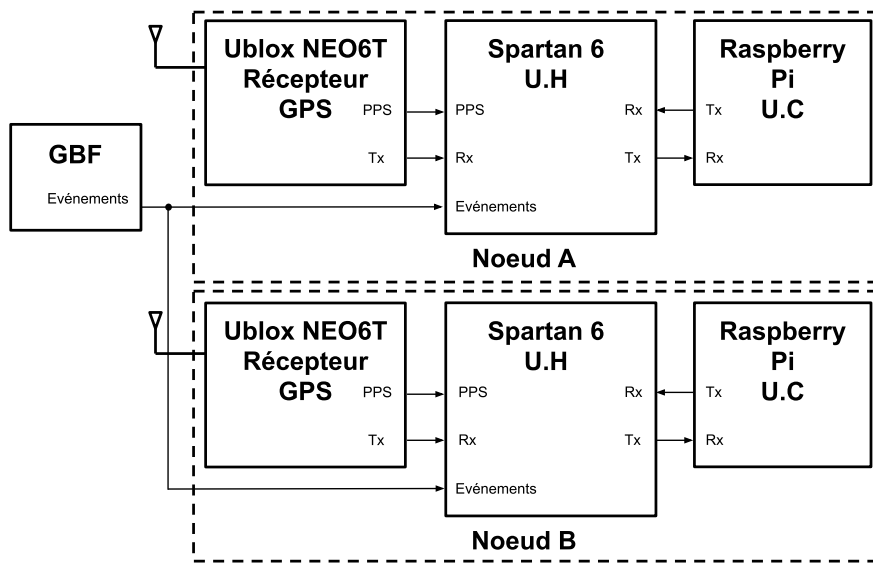 GBF
Evénements
Ublox NEO6T
Récepteur
GPS
PPS
Tx
Spartan 6
U.H
PPS
Rx
Rx
Tx
Evénements
Raspberry
Pi
U.C
Tx
Rx
Noeud A
Ublox NEO6T
Récepteur
GPS
PPS
Tx
Spartan 6
U.H
PPS
Rx
Rx
Tx
Evénements
Raspberry
Pi
U.C
Tx
Rx
Noeud B